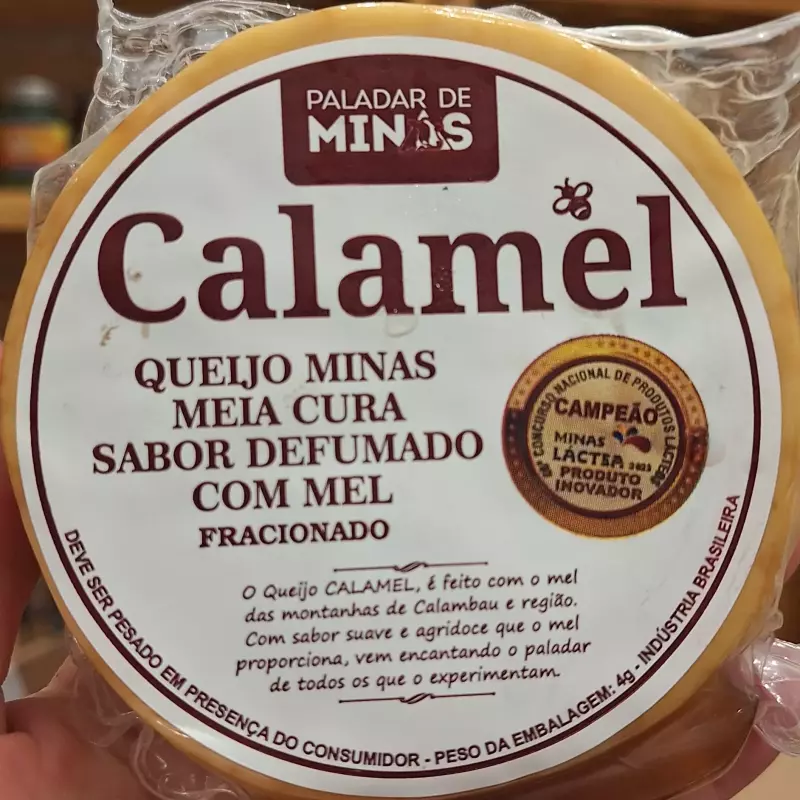 PALADAR DE
MINAS
Calamel
QUEIJO MINAS
MEIA CURA
SABOR DEFUMADO
COM MEL
FRACIONADO
CONCURSO NACIONAL DE PRODUTOS LÁCTEOS
CAMPEÃO
MINAS
LÁCTEA 2023
PRODUTO
INOVADOR
O Queijo CALAMEL, é feito com o mel
das montanhas de Calambau e região.
Com sabor suave e agridoce que o mel
proporciona, vem encantando o paladar
de todos os que o experimentam.
DEVE SER PESADO EM PRESENÇA DO CONSUMIDOR - PESO DA EMBALAGEM: 4g - INDÚSTRIA BRASILEIRA